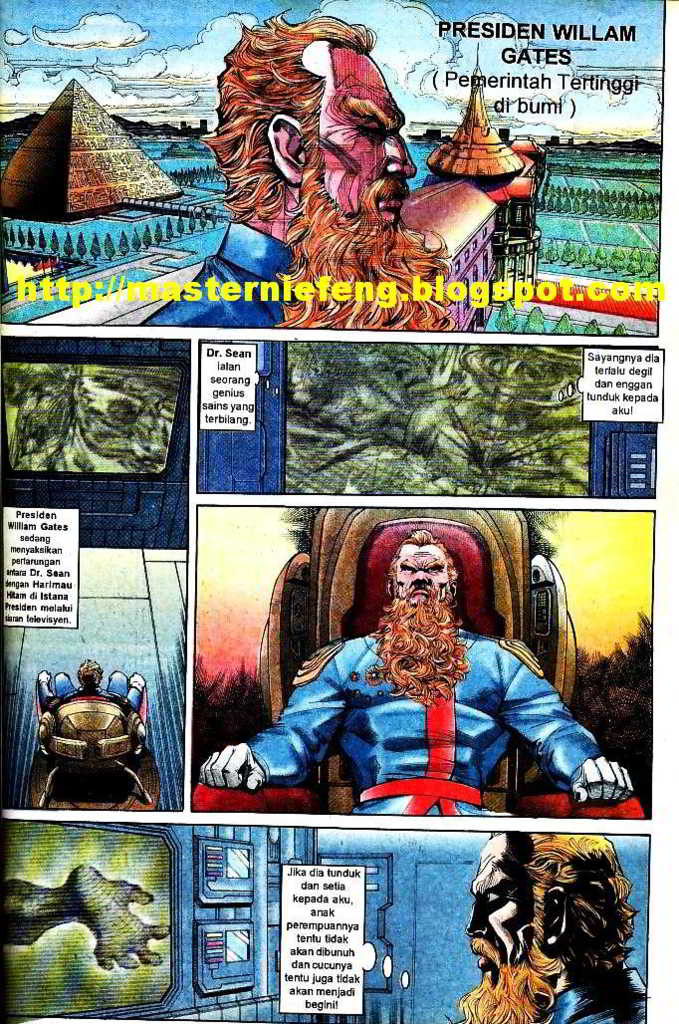 PRESIDEN WILLAM
GATES
( Pemerintah Tertinggi
di bumi )
http://masterniefeng.blogspot.com
Dr. Sean
ialah
seorang
genius
sains yang
terbilang.
Sayangnya dia
terlalu degil
dan enggan
tunduk kepada
aku!
Presiden
William Gates
sedang
menyaksikan
pertarungan
antara Dr. Sean
dengan Harimau
Hitam di Istana
Presiden melalui
siaran televisyen.
Jika dia tunduk
dan setia
kepada aku,
anak
perempuannya
tentu tidak
akan dibunuh
dan cucunya
tentu juga tidak
akan menjadi
begini!